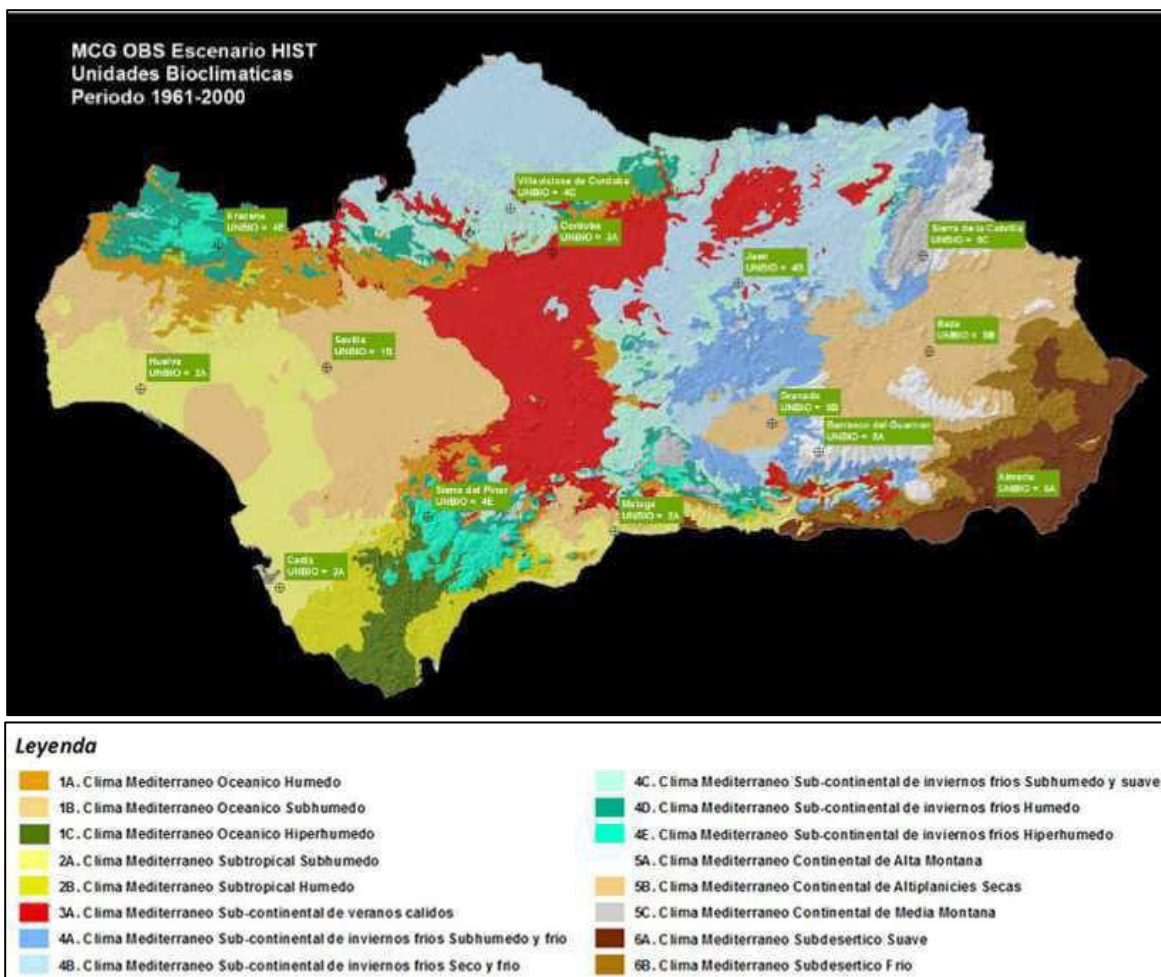 MCG OBS Escenario HIST
Unidades Bioclimaticas
Periodo 1961-2000
Villaviciosa de Cordoba
UNBIO = 4C
Aracena
UNBIO = 4E
Cordoba
UNBIO = 3A
Sierra de la Cabrilla
UNBIO = 5C
Jaen
UNBIO = 4B
Sevilla
UNBIO = 1B
Baza
UNBIO = 5B
Huelva
UNBIO = 2A
Granada
UNBIO = 5B
Barranco del Guarnon
UNBIO = 5A
Almeria
UNBIO = 6A
Sierra del Pinar
UNBIO = 4E
Malaga
UNBIO = 2A
Cadiz
UNBIO = 2A
Leyenda
1A. Clima Mediterraneo Oceanico Humedo
1B. Clima Mediterraneo Oceanico Subhumedo
1C. Clima Mediterraneo Oceanico Hiperhumedo
2A. Clima Mediterraneo Subtropical Subhumedo
2B. Clima Mediterraneo Subtropical Humedo
3A. Clima Mediterraneo Sub-continental de veranos calidos
4A. Clima Mediterraneo Sub-continental de inviernos frios Subhumedo y frio
4B. Clima Mediterraneo Sub-continental de inviernos frios Seco y frio
4C. Clima Mediterraneo Sub-continental de inviernos frios Subhumedo y suave
4D. Clima Mediterraneo Sub-continental de inviernos frios Humedo
4E. Clima Mediterraneo Sub-continental de inviernos frios Hiperhumedo
5A. Clima Mediterraneo Continental de Alta Montana
5B. Clima Mediterraneo Continental de Altiplanicies Secas
5C. Clima Mediterraneo Continental de Media Montana
6A. Clima Mediterraneo Subdesertico Suave
6B. Clima Mediterraneo Subdesertico Frio